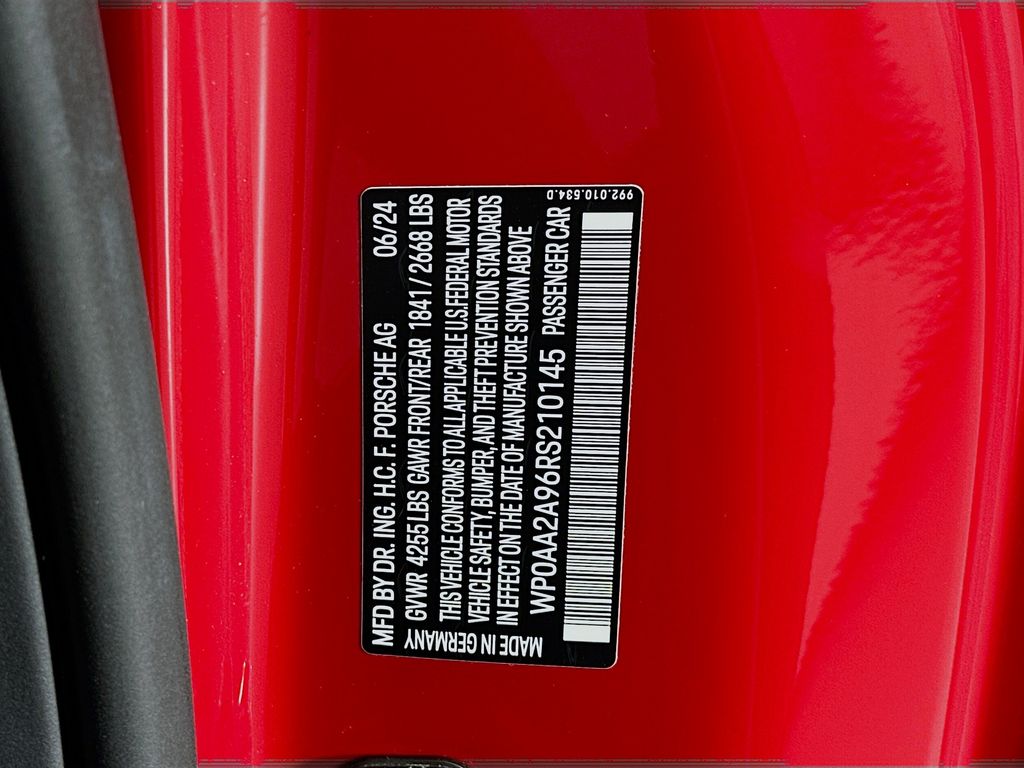 MFD BY DR. ING. H.C. F. PORSCHE AG 06/24
GVWR 4255 LBS GAWR FRONT/REAR 1841 / 2668 LBS
THIS VEHICLE CONFORMS TO ALL APPLICABLE U.S. FEDERAL MOTOR
VEHICLE SAFETY, BUMPER, AND THEFT PREVENTION STANDARDS
IN EFFECT ON THE DATE OF MANUFACTURE SHOWN ABOVE
MADE IN GERMANY
WP0AA2A96RS210145 PASSENGER CAR
992.010.534.D